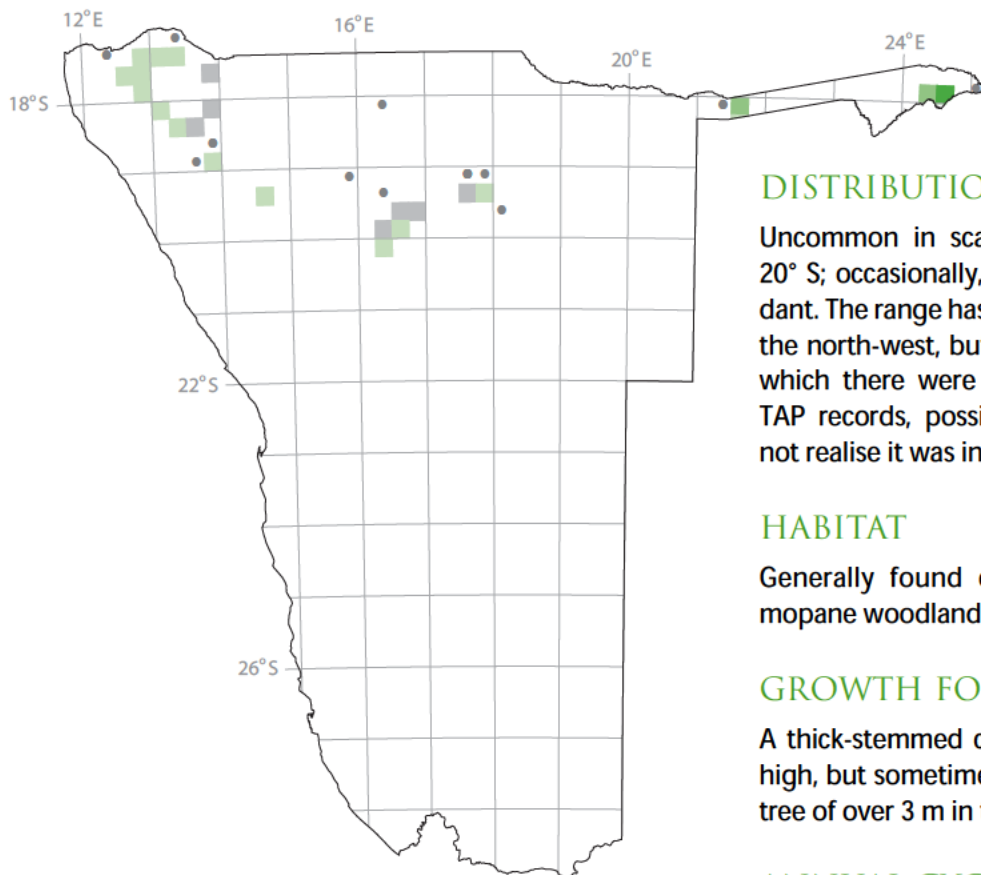 12°E
16°E
20°E
24°E
18°S
22°S
26°S
DISTRIBUTIO
Uncommon in sca
20° S; occasionally,
dant. The range has
the north-west, bu
which there were
TAP records, possi
not realise it was in
HABITAT
Generally found
mopane woodland
GROWTH FO
A thick-stemmed
high, but sometime
tree of over 3 m in